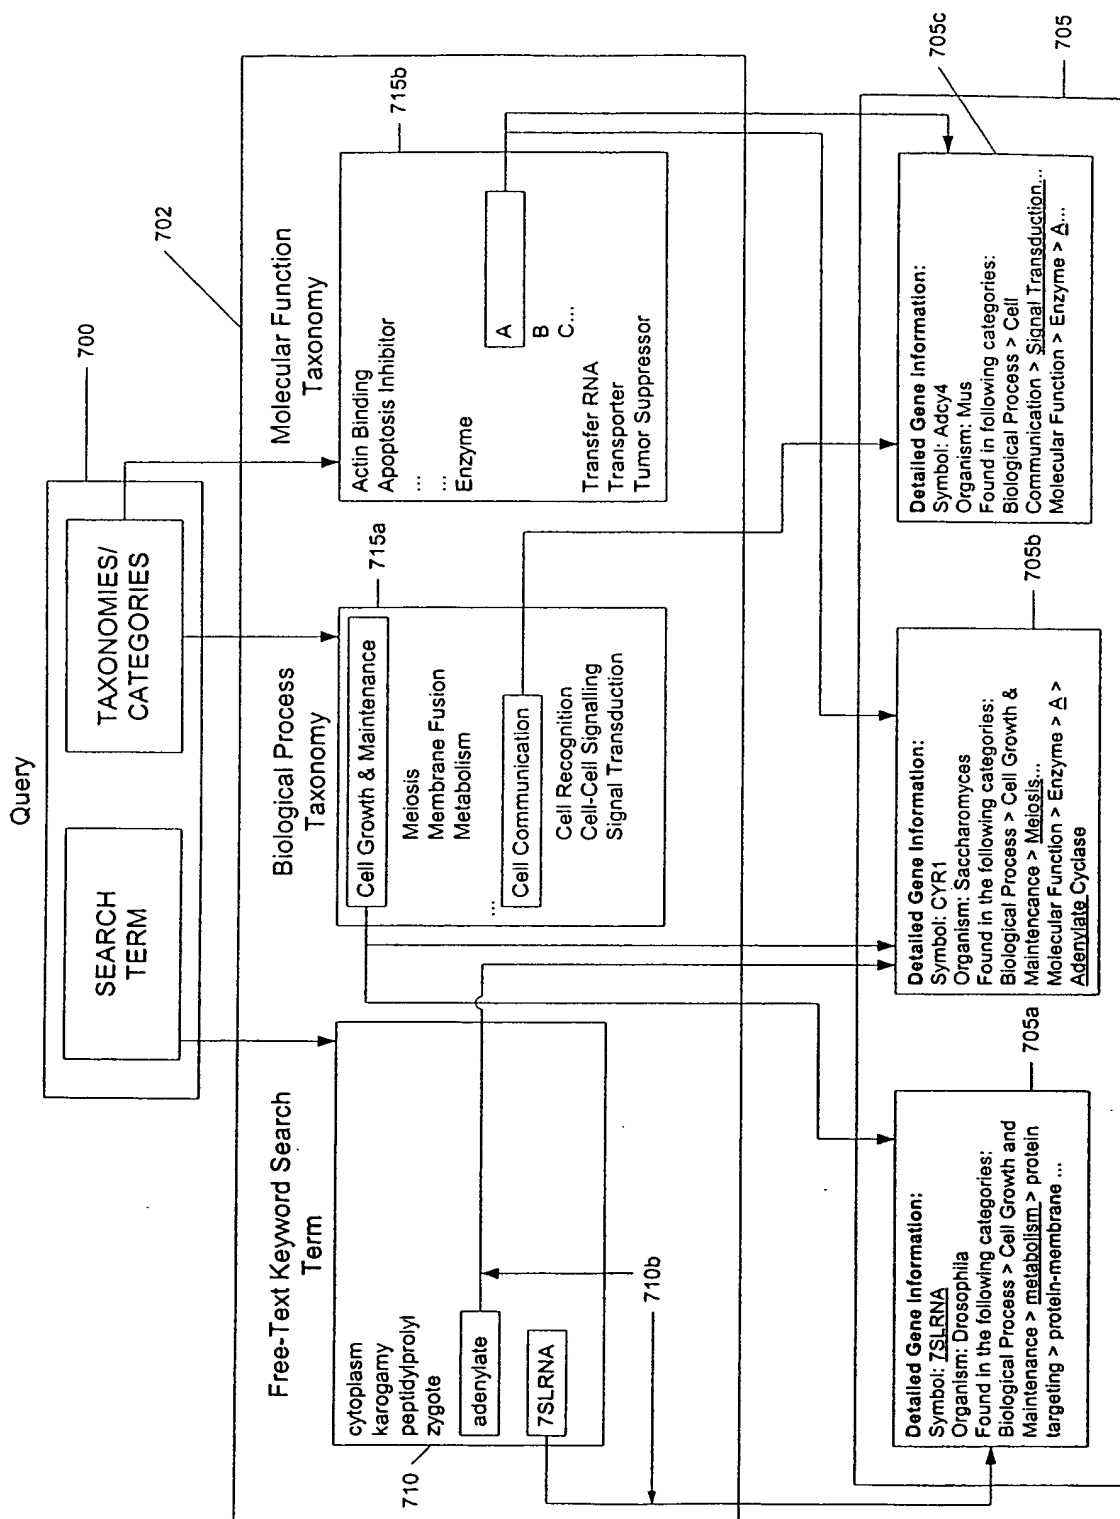 Query
700
SEARCH
TERM
TAXONOMIES/
CATEGORIES
702
Free-Text Keyword Search
Term
710
cytoplasm
karogamy
peptidylprolyl
zygote
adenylate
7SLRNA
710b
Biological Process
Taxonomy
715a
Cell Growth & Maintenance
Meiosis
Membrane Fusion
Metabolism
...
Cell Communication
Cell Recognition
Cell-Cell Signalling
Signal Transduction
Molecular Function
Taxonomy
715b
Actin Binding
Apoptosis Inhibitor
...
...
Enzyme
A
B
C...
Transfer RNA
Transporter
Tumor Suppressor
705
705a
Detailed Gene Information:
Symbol: 7SLRNA
Organism: Drosophila
Found in the following categories:
Biological Process > Cell Growth and
Maintenance > metabolism > protein
targeting > protein-membrane ...
705b
Detailed Gene Information:
Symbol: CYR1
Organism: Saccharomyces
Found in the following categories:
Biological Process > Cell Growth &
Maintencance > Meiosis...
Molecular Function > Enzyme > A >
Adenylate Cyclase
705c
Detailed Gene Information:
Symbol: Adcy4
Organism: Mus
Found in following categories:
Biological Process > Cell
Communication > Signal Transduction...
Molecular Function > Enzyme > A...